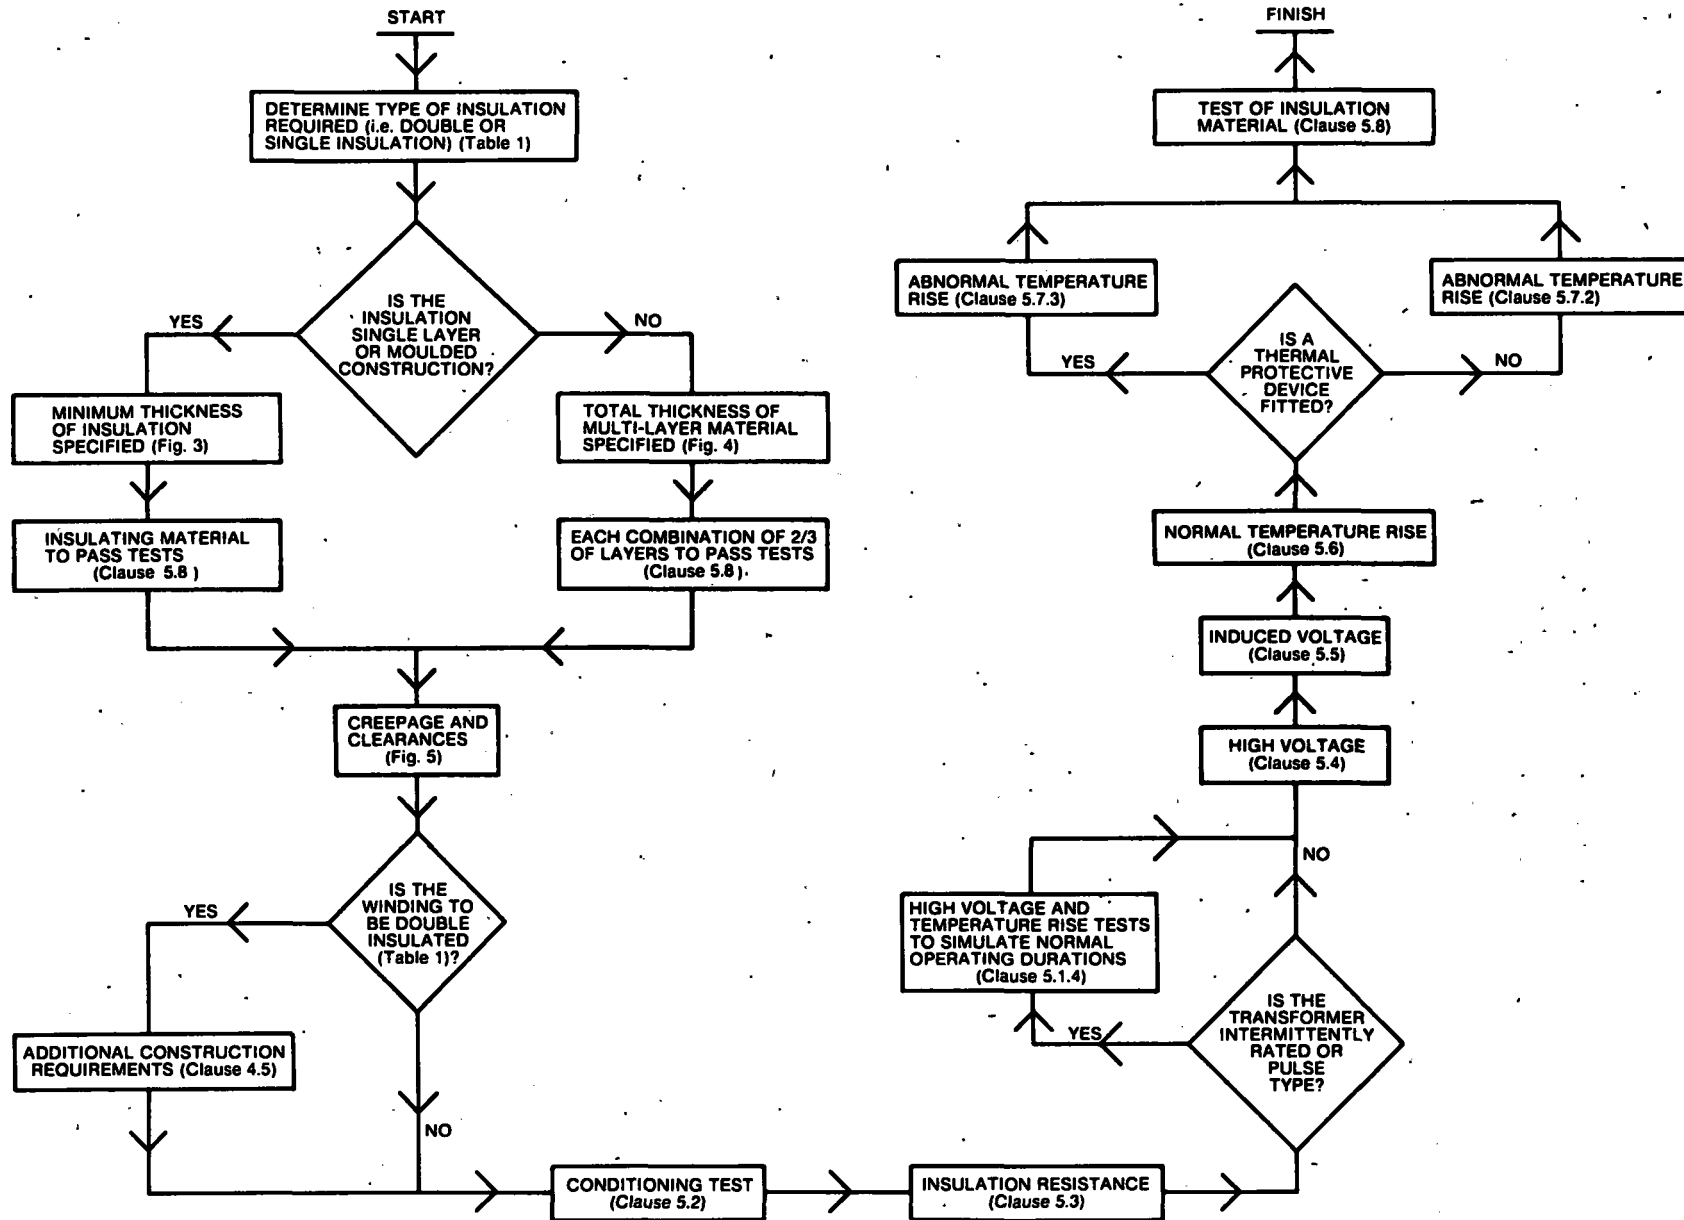 START
DETERMINE TYPE OF INSULATION
REQUIRED (i.e. DOUBLE OR
SINGLE INSULATION) (Table 1)
IS THE
INSULATION
SINGLE LAYER
OR MOULDED
CONSTRUCTION?
YES
NO
MINIMUM THICKNESS
OF INSULATION
SPECIFIED (Fig. 3)
TOTAL THICKNESS OF
MULTI-LAYER MATERIAL
SPECIFIED (Fig. 4)
INSULATING MATERIAL
TO PASS TESTS
(Clause 5.8 )
EACH COMBINATION OF 2/3
OF LAYERS TO PASS TESTS
(Clause 5.8 ).
CREEPAGE AND
CLEARANCES
(Fig. 5)
IS THE
WINDING TO
BE DOUBLE
INSULATED
(Table 1)?
YES
ADDITIONAL CONSTRUCTION
REQUIREMENTS (Clause 4.5)
NO
CONDITIONING TEST
(Clause 5.2)
INSULATION RESISTANCE
(Clause 5.3)
IS THE
TRANSFORMER
INTERMITTENTLY
RATED OR
PULSE
TYPE?
YES
HIGH VOLTAGE AND
TEMPERATURE RISE TESTS
TO SIMULATE NORMAL
OPERATING DURATIONS
(Clause 5.1.4)
NO
HIGH VOLTAGE
(Clause 5.4)
INDUCED VOLTAGE
(Clause 5.5)
NORMAL TEMPERATURE RISE
(Clause 5.6)
IS A
THERMAL
PROTECTIVE
DEVICE
FITTED?
YES
NO
ABNORMAL TEMPERATURE
RISE (Clause 5.7.3)
ABNORMAL TEMPERATURE
RISE (Clause 5.7.2)
TEST OF INSULATION
MATERIAL (Clause 5.8)
FINISH